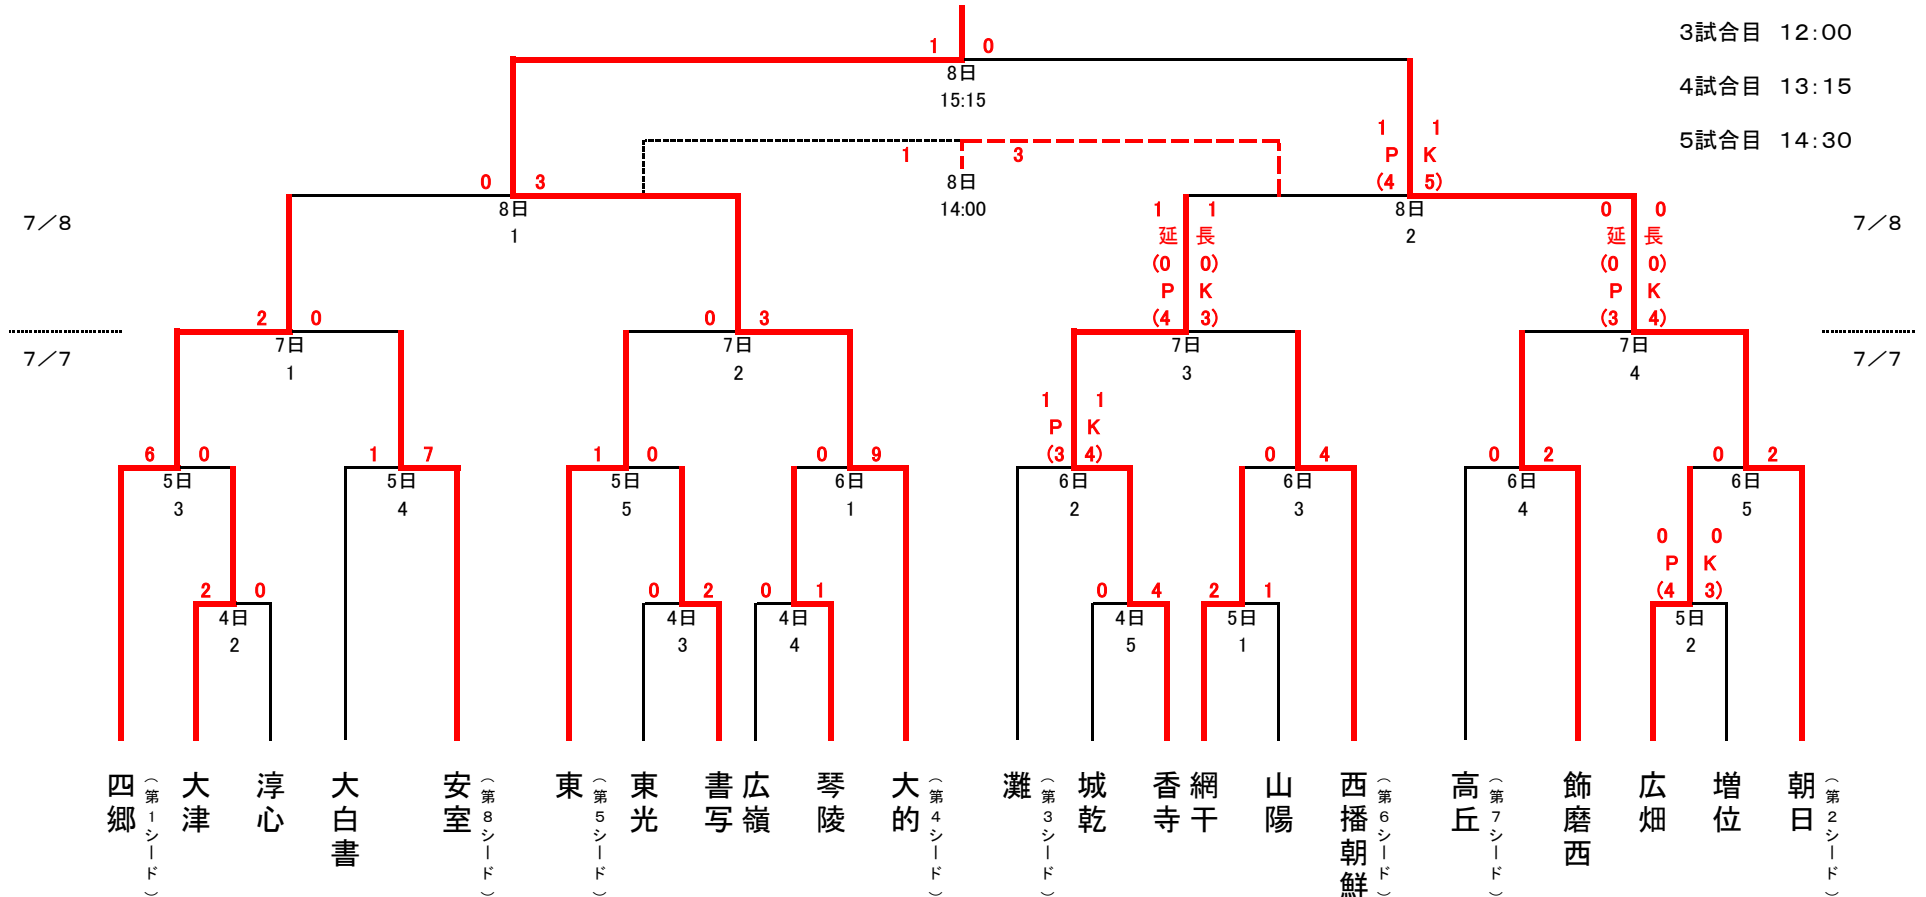 3試合目 12:00
1 0
8日
15:15
4試合目 13:15
1 1
P K
(4 5)
5試合目 14:30
1 3
8日
14:00
0 3
8日
1
8日
2
7/8
7/8
1 1
延 長
(0 0)
P K
(4 3)
0 0
延 長
(0 0)
P K
(3 4)
2 0
7日
1
0 3
7日
2
7日
3
7日
4
7/7
7/7
6 0
5日
3
1 7
5日
4
1 0
5日
5
0 9
6日
1
1 1
P K
(3 4)
6日
2
0 4
6日
3
0 2
6日
4
0 2
6日
5
2 0
4日
2
0 2
4日
3
0 1
4日
4
0 4
4日
5
2 1
5日
1
0 0
P K
(4 3)
5日
2
四郷
(第1シード)
大津
淳心
大白書
安室
(第8シード)
東
(第5シード)
東光
書写
広嶺
琴陵
大的
(第4シード)
灘
(第3シード)
城乾
香寺
網干
山陽
西播朝鮮
(第6シード)
高丘
(第7シード)
飾磨西
広畑
増位
朝日
(第2シード)